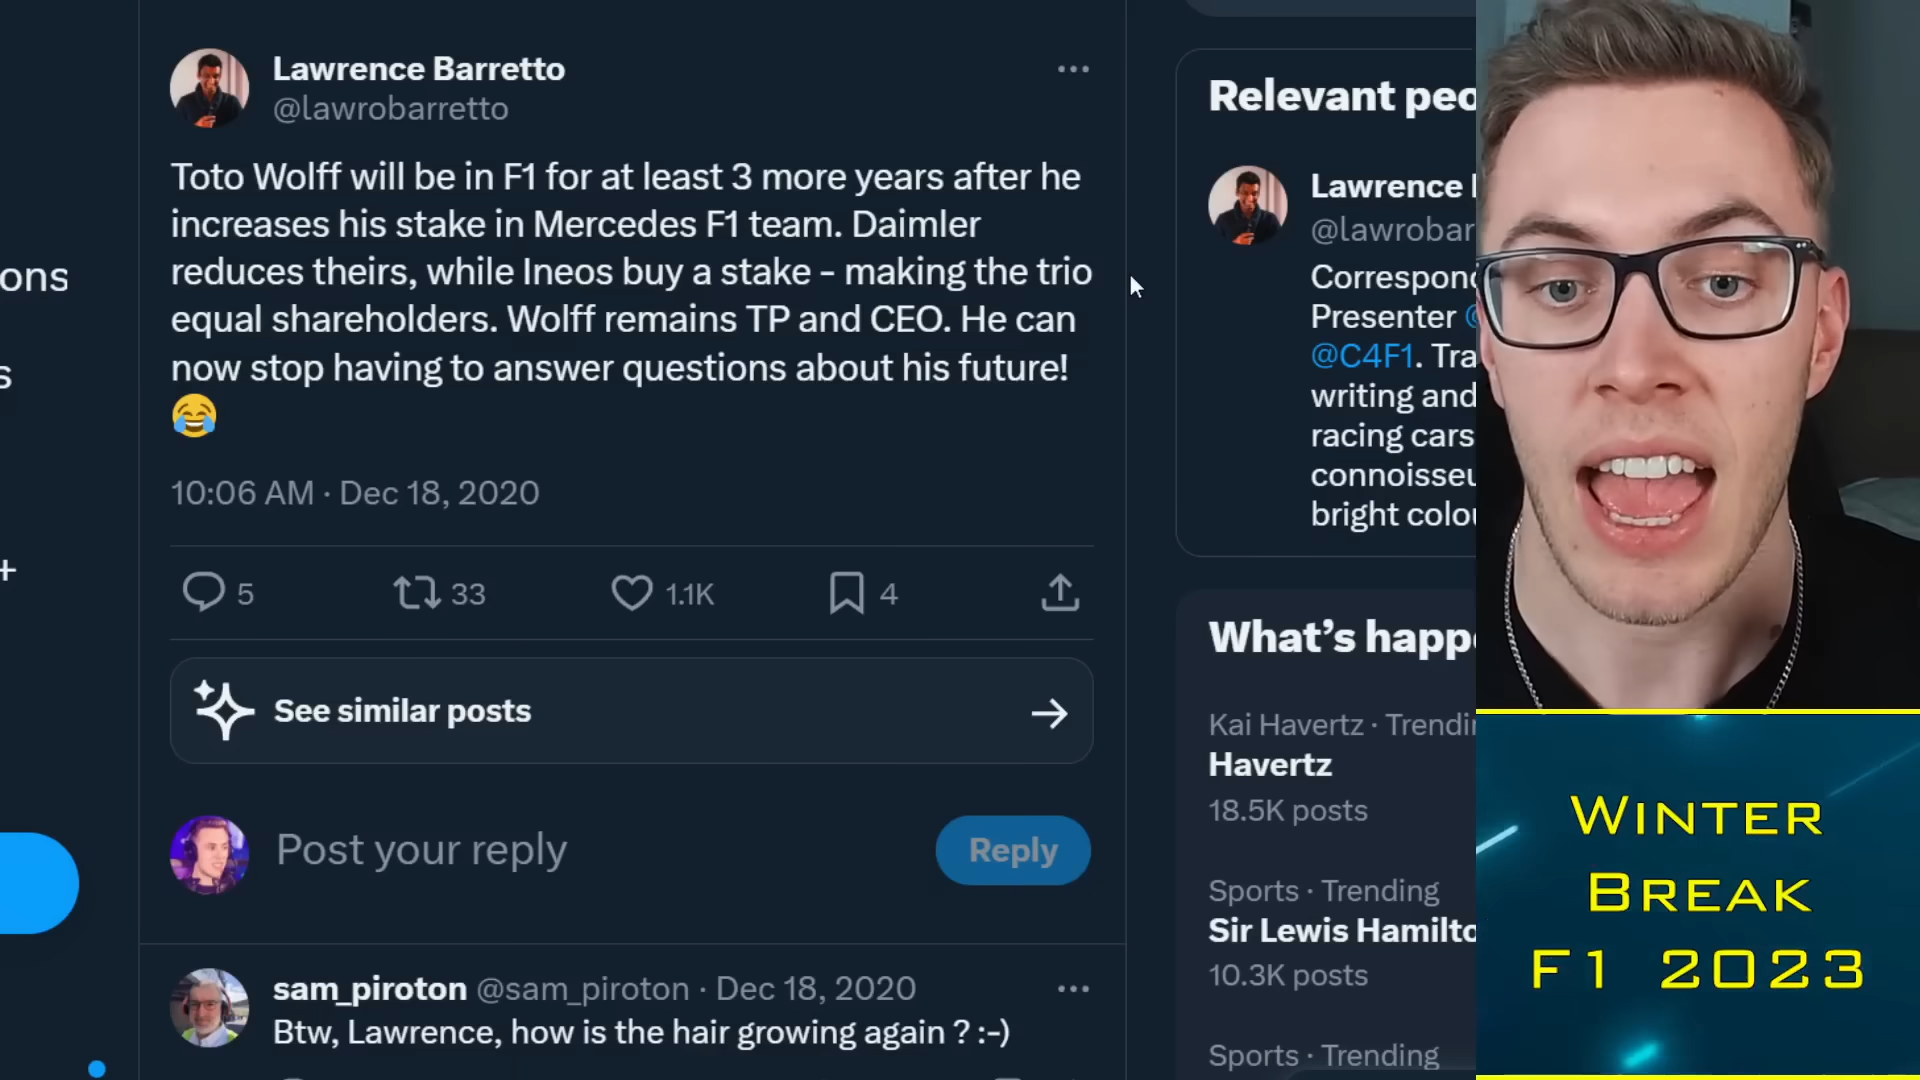 Lawrence Barretto
@lawrobarretto
Toto Wolff will be in F1 for at least 3 more years after he
increases his stake in Mercedes F1 team. Daimler
reduces theirs, while Ineos buy a stake - making the trio
equal shareholders. Wolff remains TP and CEO. He can
now stop having to answer questions about his future!
😂
10:06 AM · Dec 18, 2020
5
33
1.1K
4
See similar posts
Post your reply
Reply
sam_piroton @sam_piroton · Dec 18, 2020
Btw, Lawrence, how is the hair growing again ? :-)
ons
s
+
Relevant peo
Lawrence
@lawrobar
Correspon
Presenter
@C4F1. Tra
writing and
racing cars
connoisseu
bright colou
What's happe
Kai Havertz · Trendin
Havertz
18.5K posts
Sports · Trending
Sir Lewis Hamilto
10.3K posts
Sports · Trending
WINTER
BREAK
F1 2023